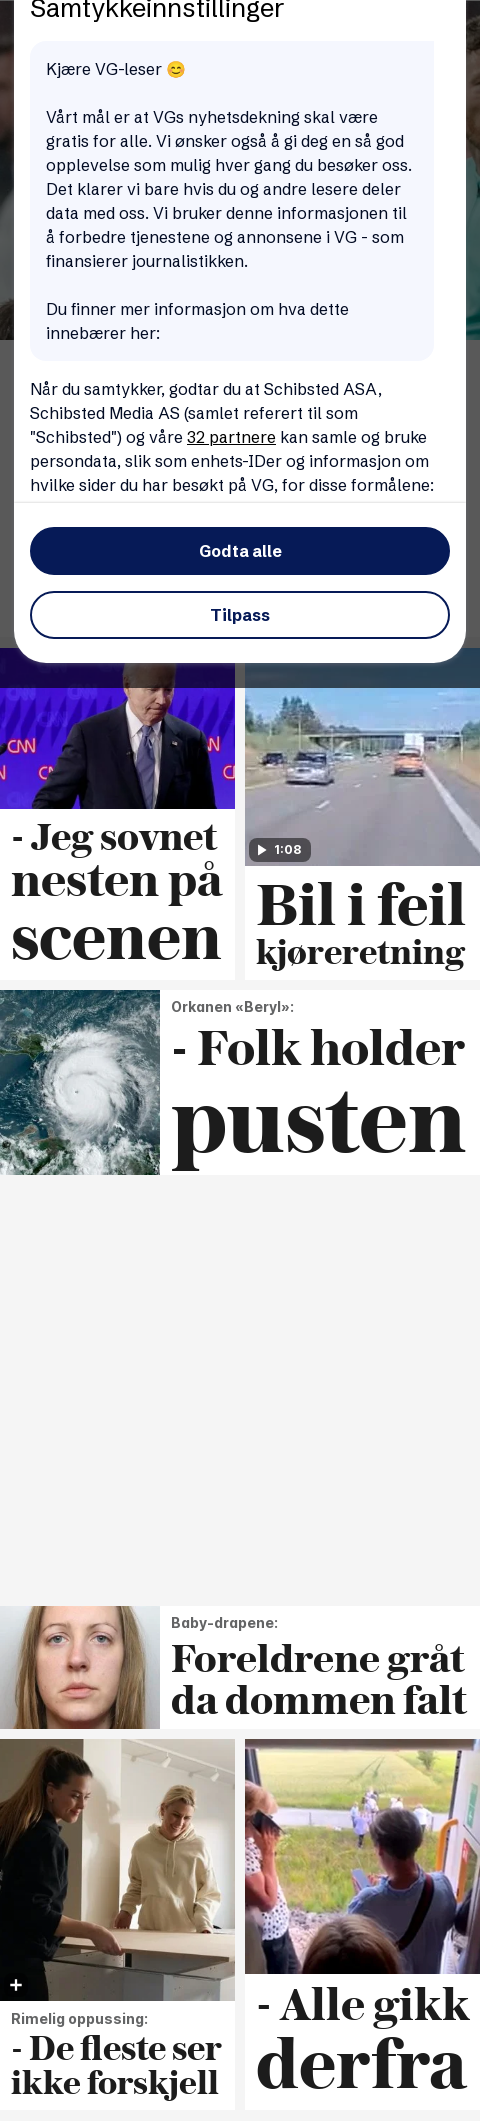 Samtykkeinnstillinger
Kjære VG-leser 😊
Vårt mål er at VGs nyhetsdekning skal være
gratis for alle. Vi ønsker også å gi deg en så god
opplevelse som mulig hver gang du besøker oss.
Det klarer vi bare hvis du og andre lesere deler
data med oss. Vi bruker denne informasjonen til
å forbedre tjenestene og annonsene i VG - som
finansierer journalistikken.
Du finner mer informasjon om hva dette
innebærer her:
Når du samtykker, godtar du at Schibsted ASA,
Schibsted Media AS (samlet referert til som
"Schibsted") og våre 32 partnere kan samle og bruke
persondata, slik som enhets-IDer og informasjon om
hvilke sider du har besøkt på VG, for disse formålene:
Godta alle
Tilpass
CNN
- Jeg sovnet
nesten på
scenen
1:08
Bil i feil
kjøreretning
Orkanen «Beryl»:
- Folk holder
pusten
Baby-drapene:
Foreldrene gråt
da dommen falt
Rimelig oppussing:
- De fleste ser
ikke forskjell
- Alle gikk
derfra